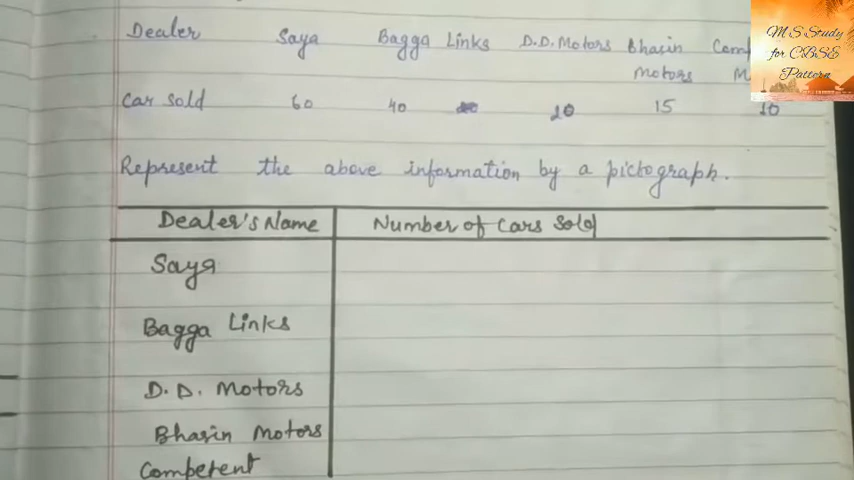 Dealer Saya Bagga Links D.D. Motors Bhasin
Motors
Car sold 60 40 20 15 10
Represent the above information by a pictograph.
Dealer's Name Number of Cars Sold
Saya
Bagga Links
D.D. Motors
Bhasin Motors
Competent
M S Study
for CBSE
Pattern